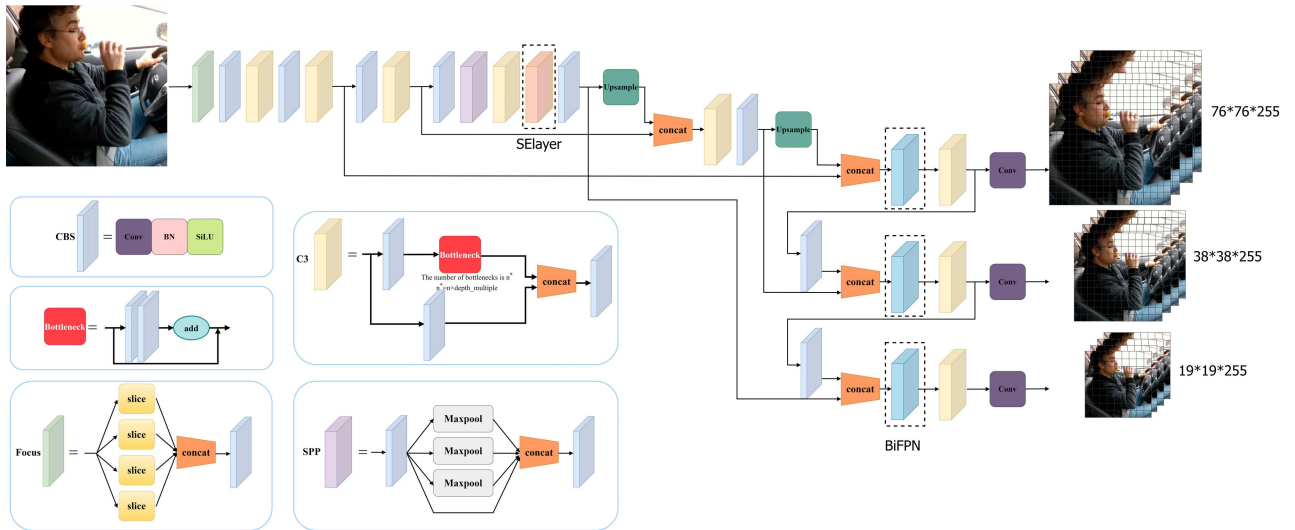 Upsample
SElayer
concat
Upsample
concat
Conv
76*76*255
concat
Conv
38*38*255
concat
Conv
19*19*255
BiFPN
CBS
=
Conv
BN
SiLU
Bottleneck
=
add
Focus
=
slice
slice
slice
slice
concat
C3
=
Bottleneck
The number of bottlenecks is n*
n*=n×depth_multiple
concat
SPP
=
Maxpool
Maxpool
Maxpool
concat